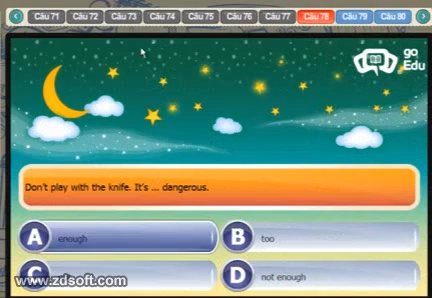 Câu 71 Câu 72 Câu 73 Câu 74 Câu 75 Câu 76 Câu 77 Câu 78 Câu 79 Câu 80
go
Edu
Don't play with the knife. It's ... dangerous.
A enough
B too
C
D not enough
www.zdsoft.com